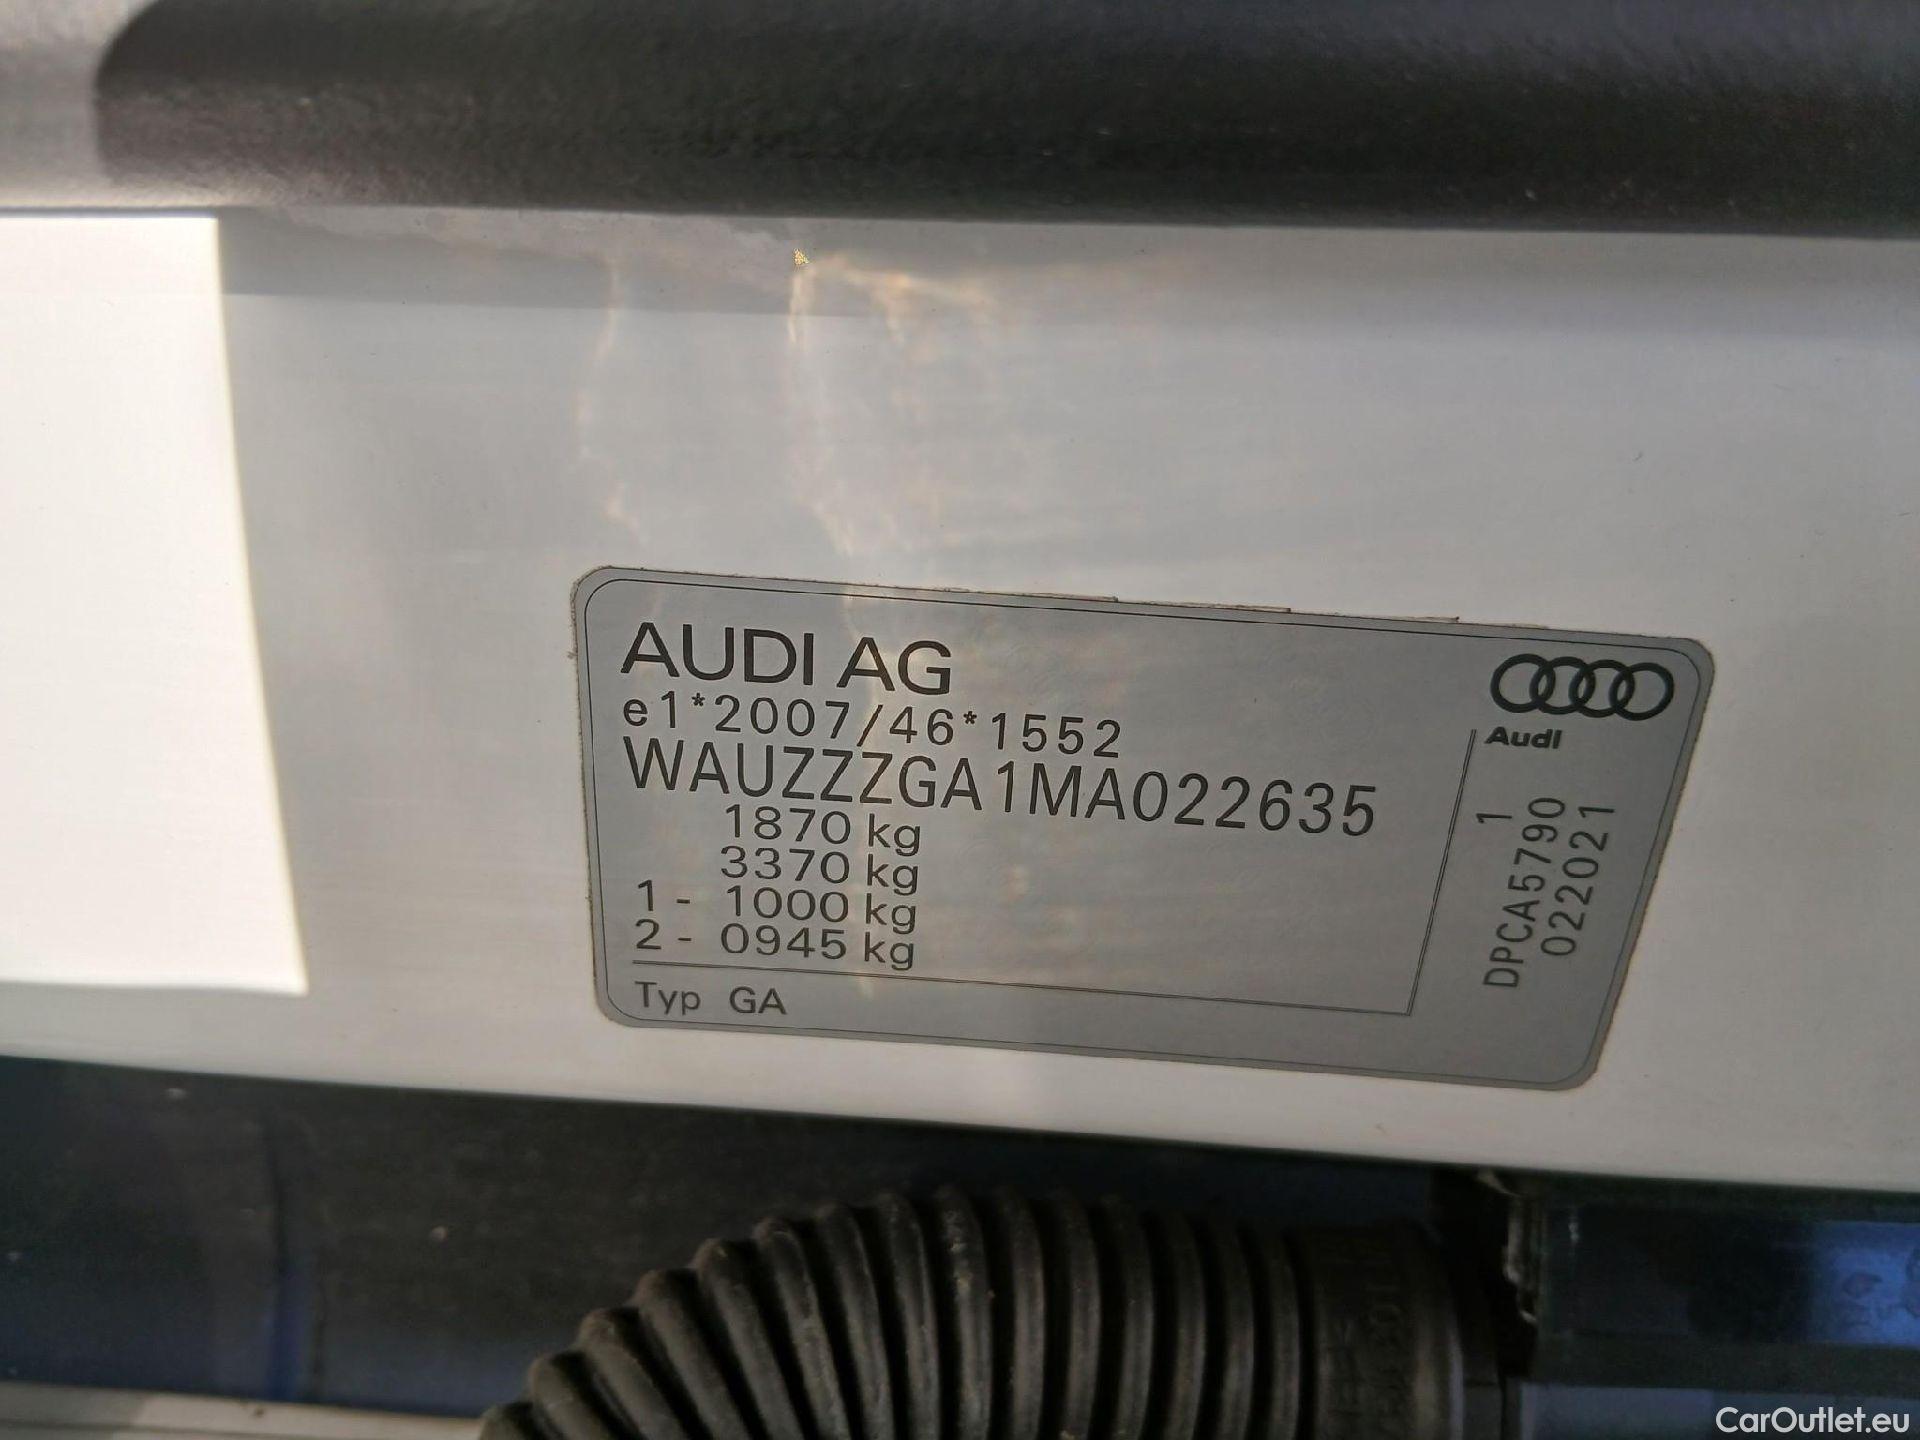 AUDI AG
e1*2007/46*1552
WAUZZZGA1MA022635
1870 kg
3370 kg
1 - 1000 kg
2 - 0945 kg
Typ GA
Audi
1
DPCA5790
022021
CarOutlet.eu